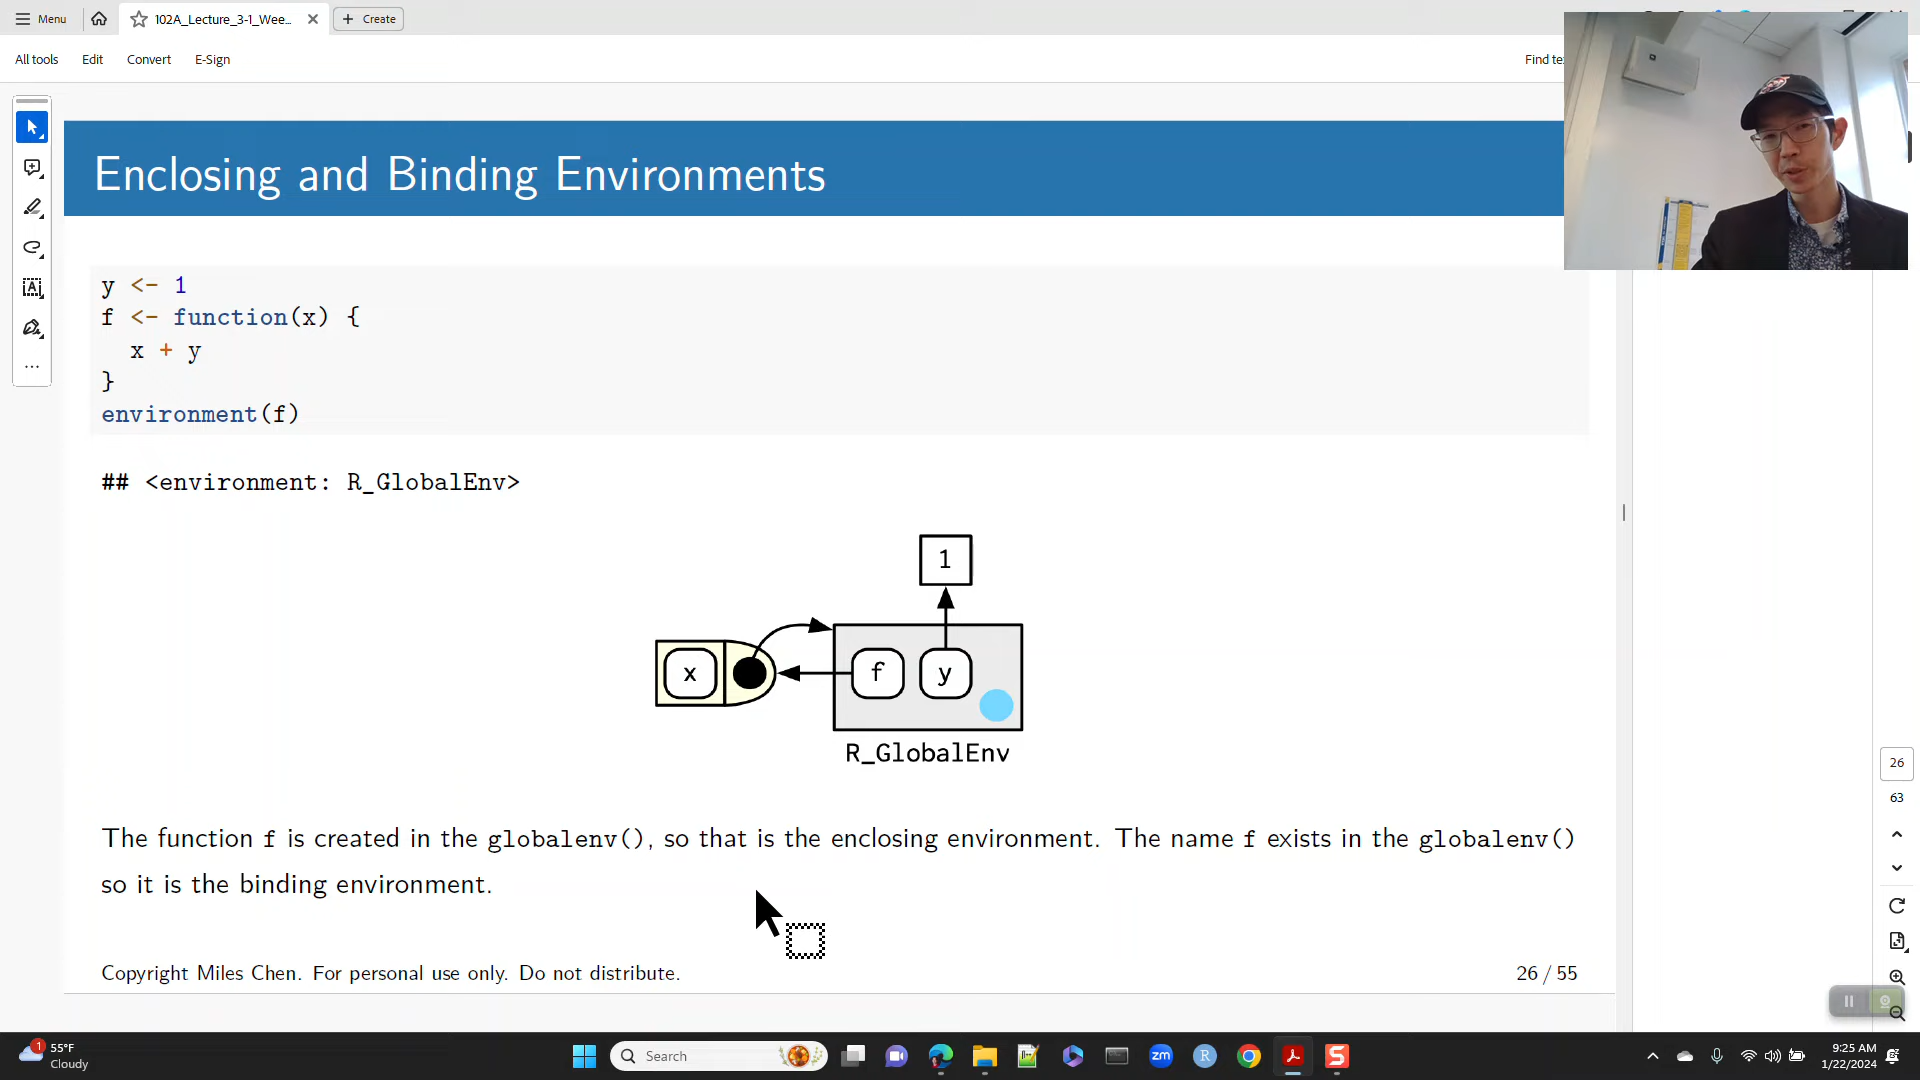 Menu
102A_Lecture_3-1_Wee...
Create
All tools
Edit
Convert
E-Sign
Find te
Enclosing and Binding Environments
y <- 1
f <- function(x) {
x + y
}
environment(f)
## <environment: R_GlobalEnv>
1
x
f
y
R_GlobalEnv
The function f is created in the globalenv(), so that is the enclosing environment. The name f exists in the globalenv()
so it is the binding environment.
Copyright Miles Chen. For personal use only. Do not distribute.
26 / 55
26
63
1
55°F
Cloudy
Search
zm
R
S
9:25 AM
1/22/2024